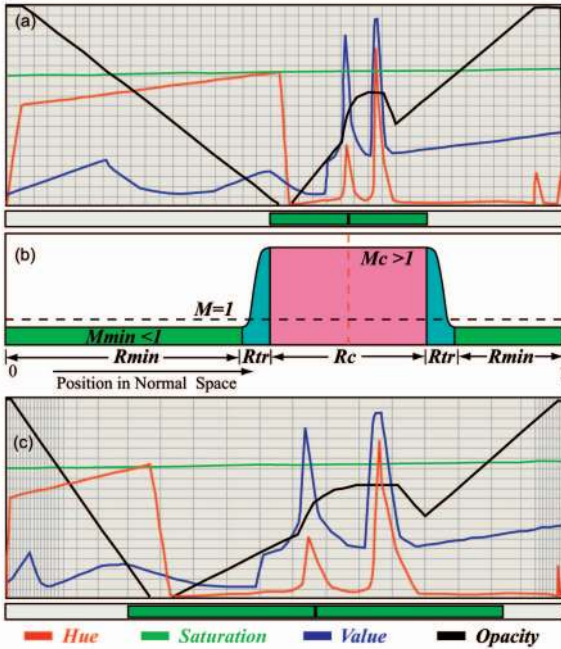 (a)
(b)
Mc >1
M=1
Mmin <1
Rmin Rtr Rc Rtr Rmin
0
Position in Normal Space
(c)
Hue Saturation Value Opacity